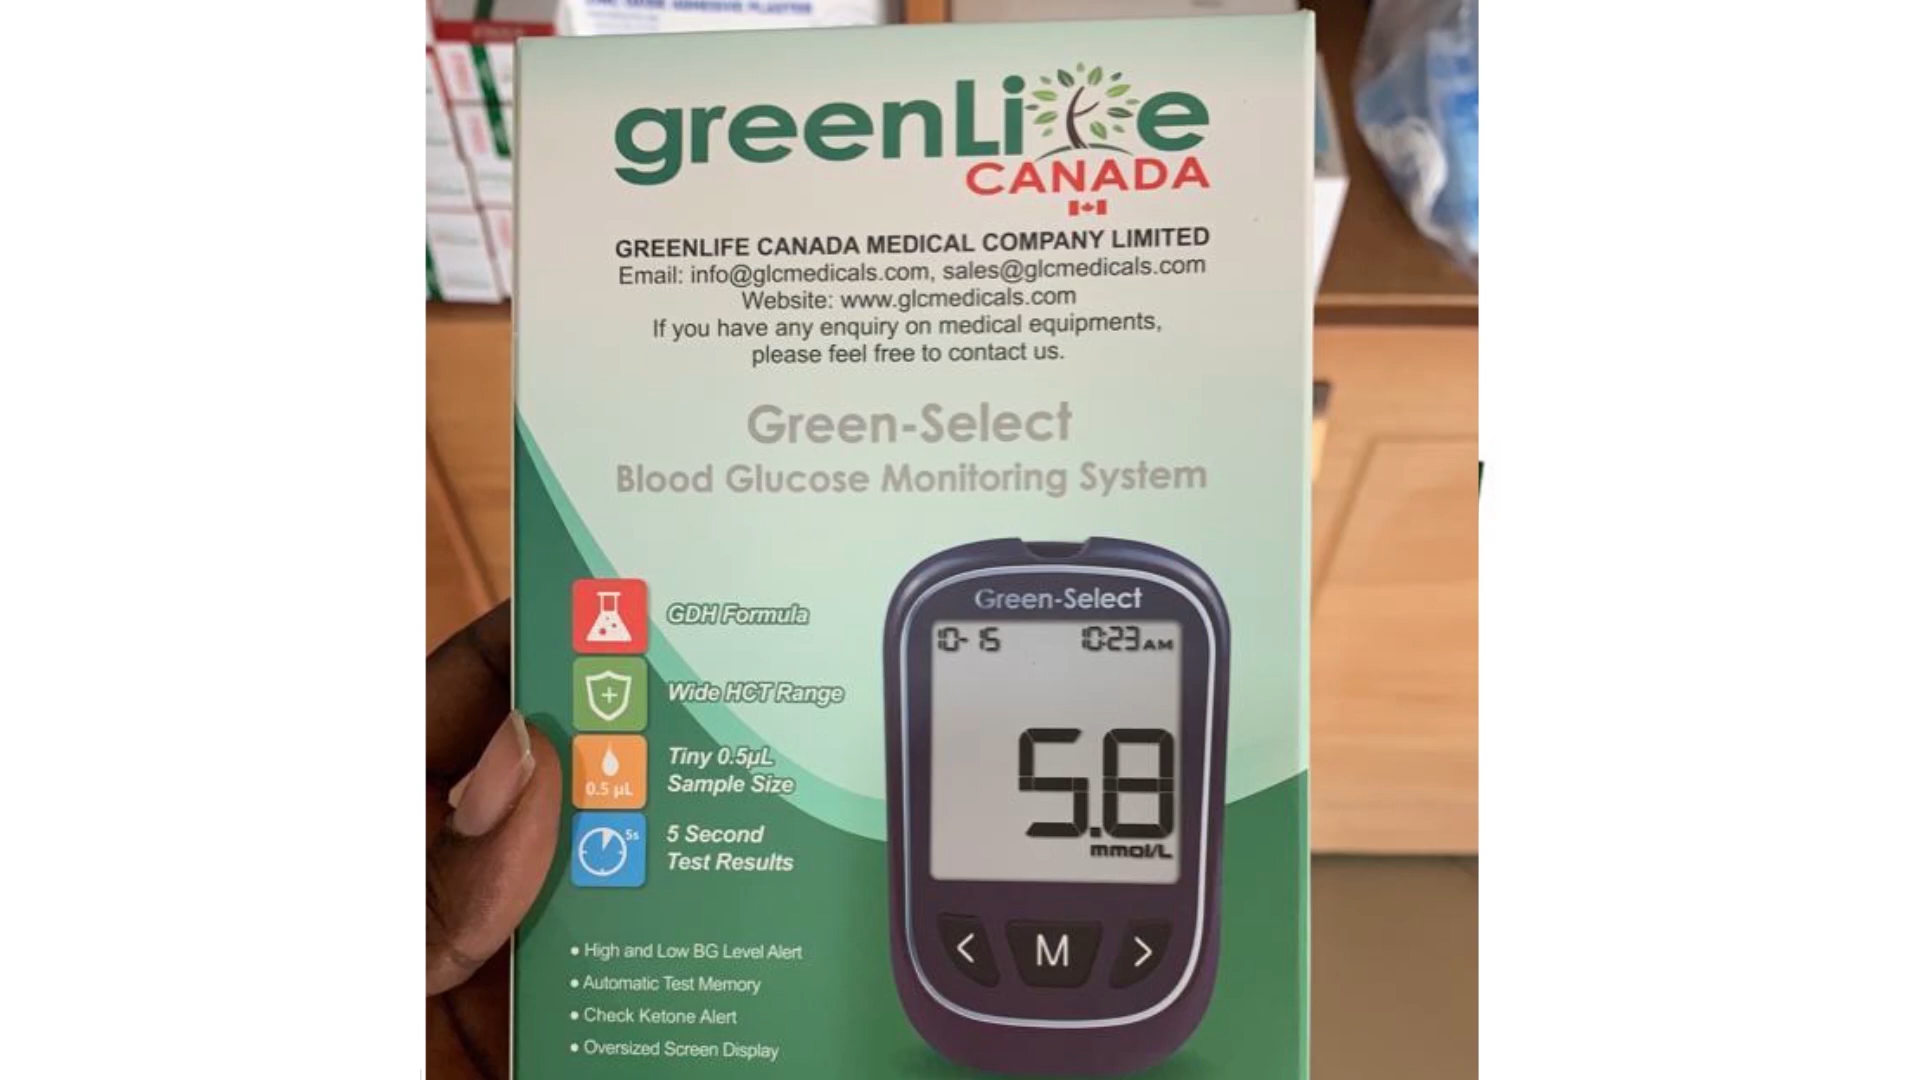 ZINC OXIDE ADHESIVE PLASTER
greenLife
CANADA
GREENLIFE CANADA MEDICAL COMPANY LIMITED
Email: info@glcmedicals.com, sales@glcmedicals.com
Website: www.glcmedicals.com
If you have any enquiry on medical equipments,
please feel free to contact us.
Green-Select
Blood Glucose Monitoring System
GDH Formula
Wide HCT Range
0.5 µL
Tiny 0.5µL
Sample Size
5s
5 Second
Test Results
• High and Low BG Level Alert
• Automatic Test Memory
• Check Ketone Alert
• Oversized Screen Display
Green-Select
10-15 10:23 AM
5.8
mmol/L
< M >